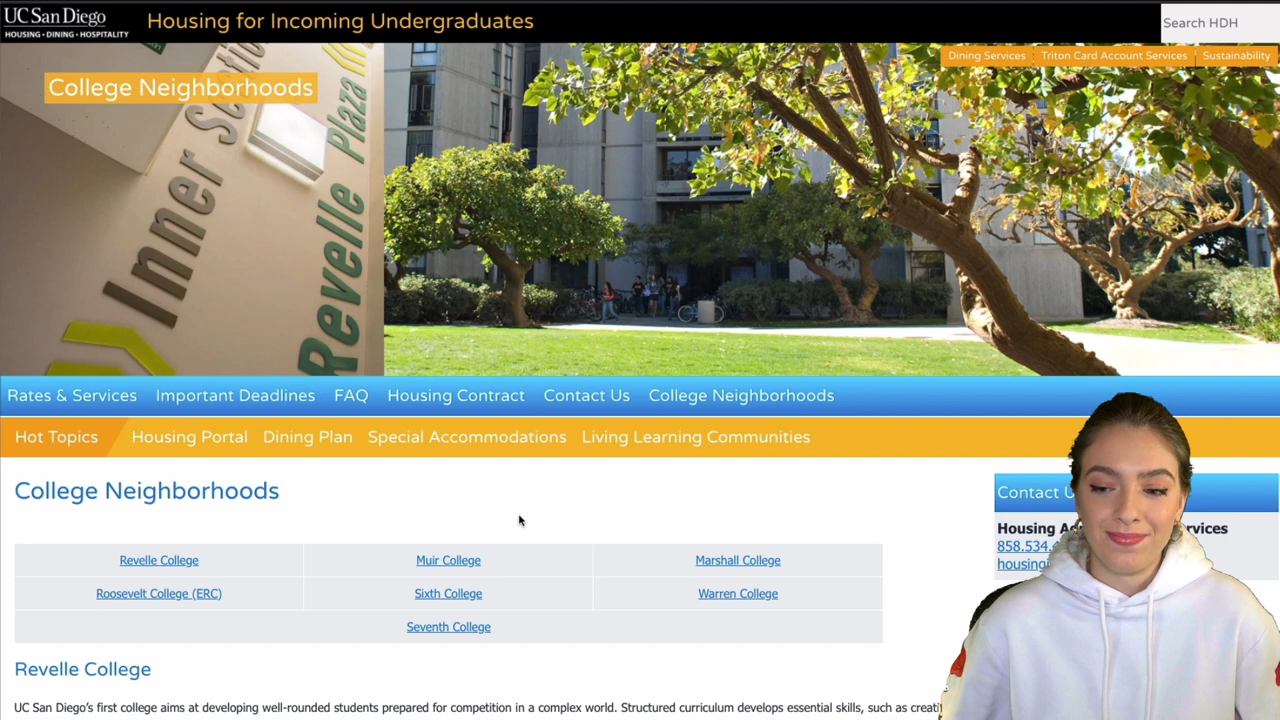 UC San Diego
HOUSING • DINING • HOSPITALITY
Housing for Incoming Undergraduates
Search HDH
Dining Services
Triton Card Account Services
Sustainability
College Neighborhoods
Inner
Revelle Plaza
Rates & Services
Important Deadlines
FAQ
Housing Contract
Contact Us
College Neighborhoods
Hot Topics
Housing Portal
Dining Plan
Special Accommodations
Living Learning Communities
College Neighborhoods
Contact
Housing
858.534.
Revelle College
Muir College
Marshall College
Roosevelt College (ERC)
Sixth College
Warren College
Seventh College
Revelle College
UC San Diego's first college aims at developing well-rounded students prepared for competition in a complex world. Structured curriculum develops essential skills, such as